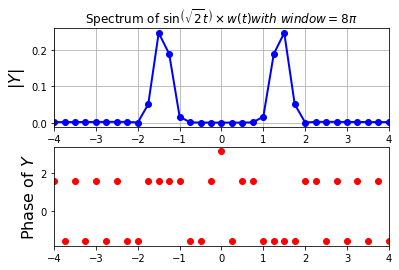 Spectrum of sin(√2t) × w(t)with window = 8π
|Y|
0.2
0.1
0.0
−4 −3 −2 −1 0 1 2 3 4
Phase of Y
2
0
−4 −3 −2 −1 0 1 2 3 4